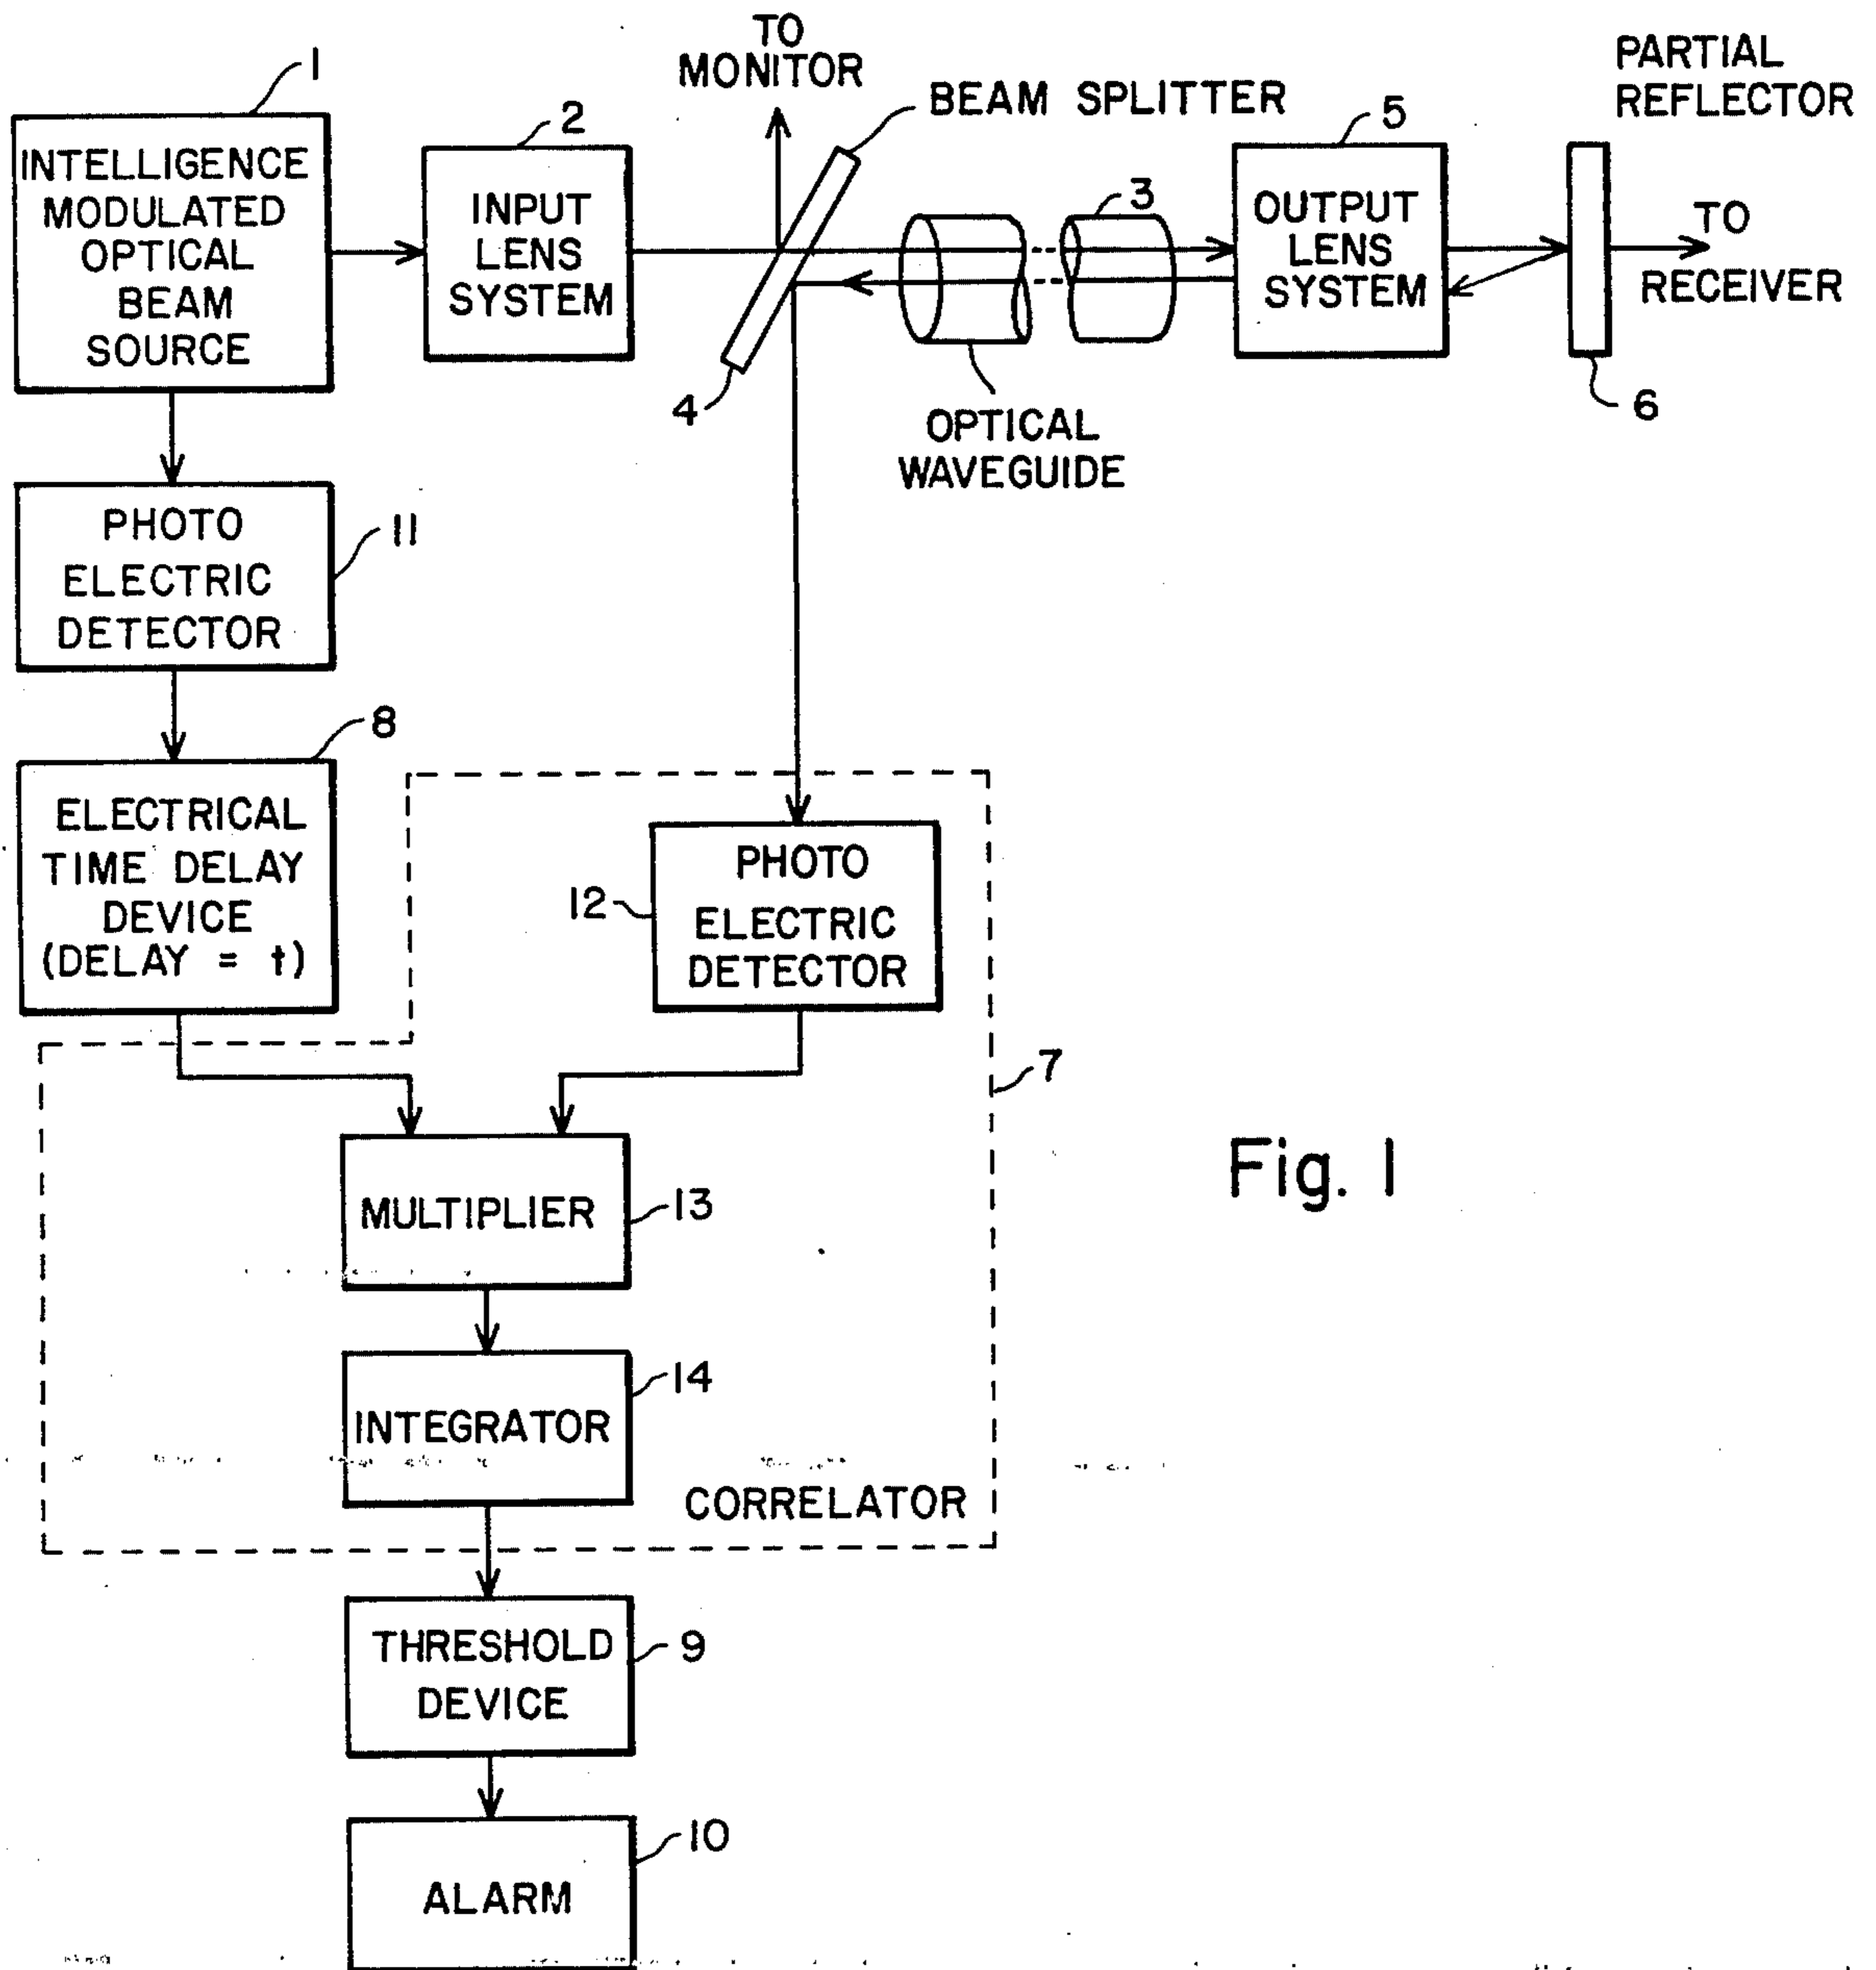 1
INTELLIGENCE
MODULATED
OPTICAL
BEAM
SOURCE
2
INPUT
LENS
SYSTEM
TO
MONITOR
BEAM SPLITTER
4
3
OPTICAL
WAVEGUIDE
5
OUTPUT
LENS
SYSTEM
PARTIAL
REFLECTOR
6
TO
RECEIVER
PHOTO
ELECTRIC
DETECTOR
11
8
ELECTRICAL
TIME DELAY
DEVICE
(DELAY = t)
12
PHOTO
ELECTRIC
DETECTOR
7
MULTIPLIER
13
INTEGRATOR
14
CORRELATOR
THRESHOLD
DEVICE
9
ALARM
10
Fig. 1